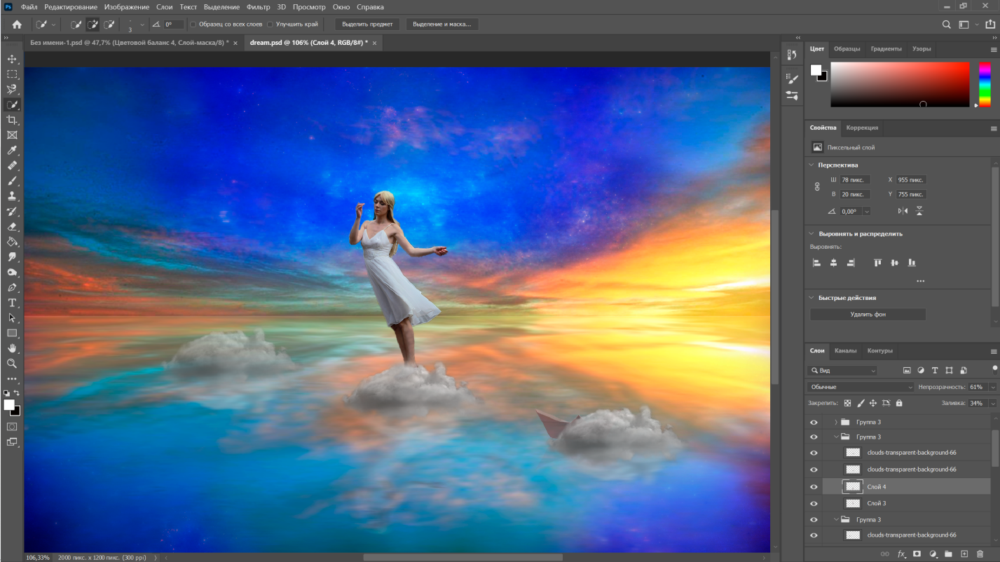 Ps Файл Редактирование Изображение Слои Текст Выделение Фильтр 3D Просмотр Окно Справка
3 0° Образец со всех слоев Улучшить край Выделить предмет Выделение и маска...
Без имени-1.psd @ 47,7% (Цветовой баланс 4, Слой-маска/8) * × dream.psd @ 106% (Слой 4, RGB/8#) * ×
Цвет Образцы Градиенты Узоры
Свойства Коррекция
Пиксельный слой
Перспектива
Ш 78 пикс. X 955 пикс.
В 20 пикс. Y 755 пикс.
0,00°
Выровнять и распределить
Выровнять:
Быстрые действия
Удалить фон
Слои Каналы Контуры
Вид
Обычные Непрозрачность: 61%
Закрепить: Заливка: 34%
Группа 3
Группа 3
clouds-transparent-background-66
clouds-transparent-background-66
Слой 4
Слой 3
Группа 3
clouds-transparent-background-66
106,33% 2000 пикс. x 1200 пикс. (300 ppi)